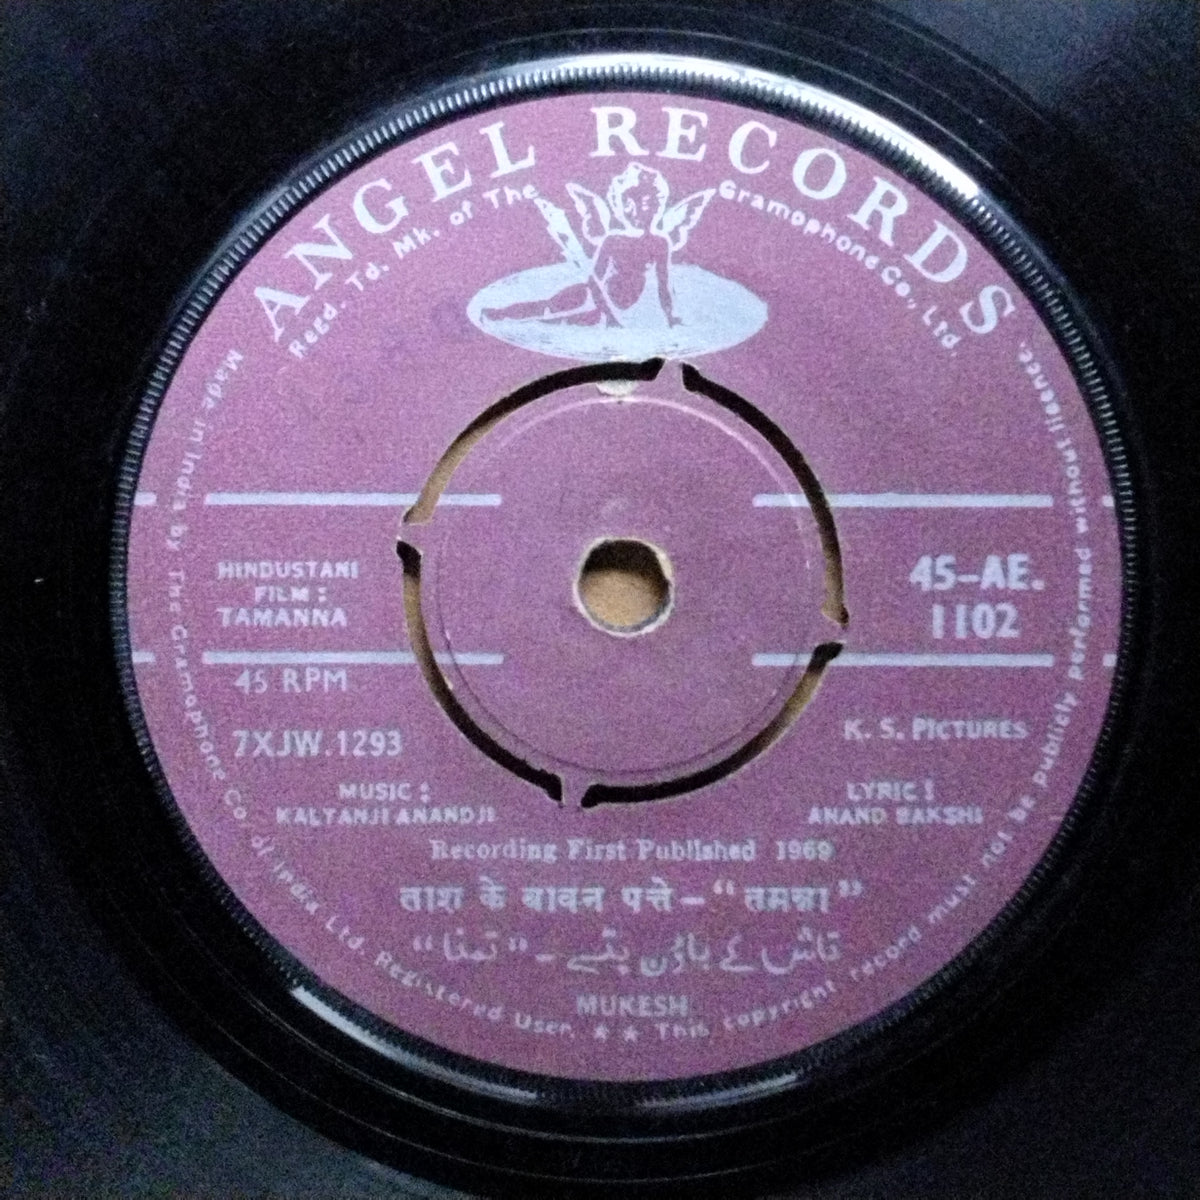 ANGEL RECORDS
Regd. Td. Mk. of The Gramophone Co., Ltd.
HINDUSTANI
FILM :
TAMANNA
45-AE.
1102
45 RPM
7XJW.1293
K. S. PICTURES
MUSIC :
KALYANJI ANANDJI
LYRIC :
ANAND BAKSHI
Recording First Published 1969
ताश के बावन पत्ते – “ तमन्ना ”
تاش کے باؤن پتے - "تمنا"
MUKESH
Made in India by The Gramophone Co. of India Ltd. Registered User. ★ ★ This copyright record must not be publicly performed without licence.